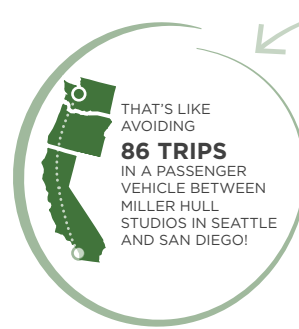 THAT'S LIKE
AVOIDING
86 TRIPS
IN A PASSENGER
VEHICLE BETWEEN
MILLER HULL
STUDIOS IN SEATTLE
AND SAN DIEGO!